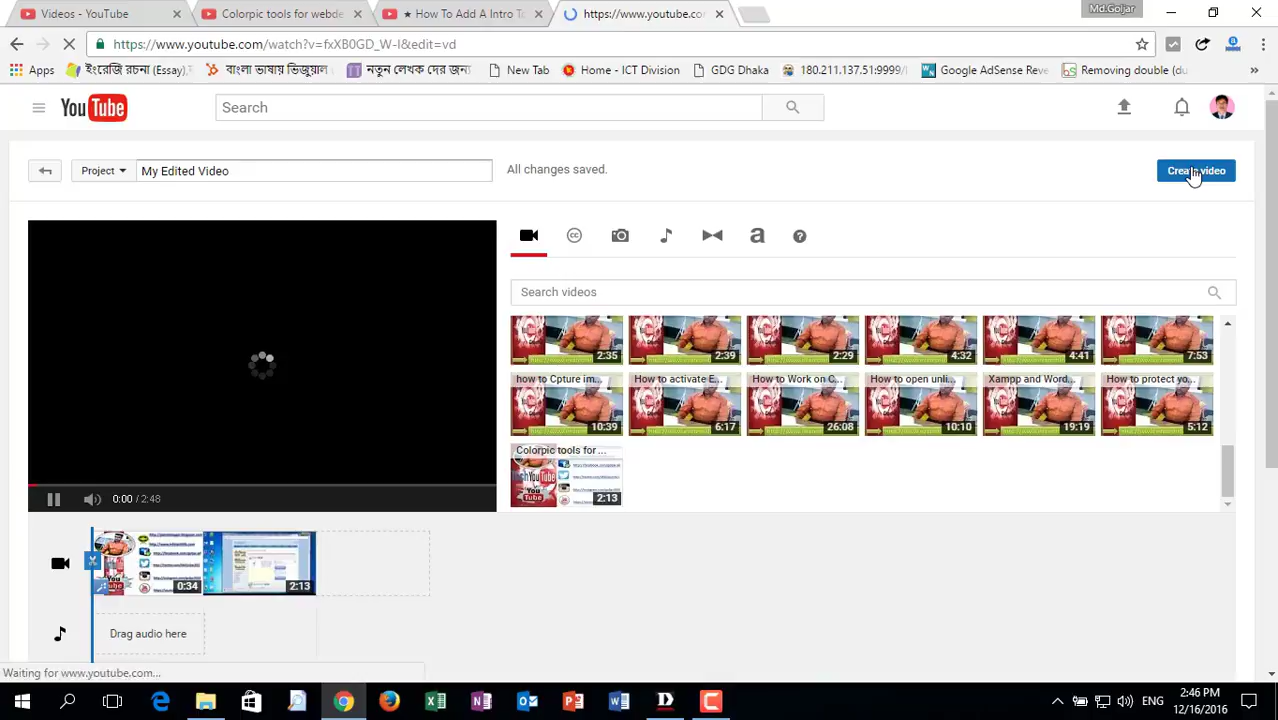 Md.Goljar
Videos - YouTube
Colorpic tools for webde
★ How To Add A Intro T
https://www.youtube.co
https://www.youtube.com/watch?v=fxXB0GD_W-I&edit=vd
Apps
ইংরেজি রচনা (Essay),
বাংলা ভাষায় ভিজুয়াল
নতুন লেখক দের জন্য
New Tab
Home - ICT Division
GDG Dhaka
180.211.137.51:9999/
Google AdSense Reve
Removing double (du
»
YouTube
Search
Project
My Edited Video
All changes saved.
Create video
Search videos
2:35
2:39
2:29
4:32
4:41
7:53
how to Cpture im...
How to activate E...
How to Work on C...
How to open unli...
Xampp and Word...
How to protect yo...
10:39
6:17
26:08
10:10
19:19
5:12
Colorpic tools for ...
2:13
0:00 / 2:48
0:34
2:13
Drag audio here
Waiting for www.youtube.com...
ENG
2:46 PM
12/16/2016